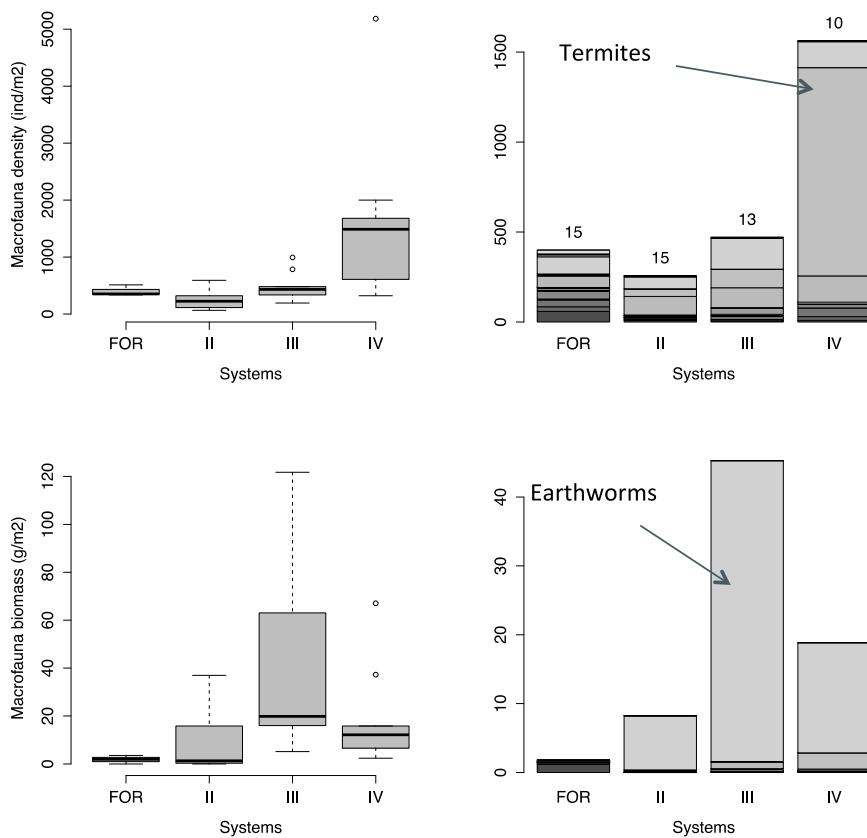 Macrofauna density (ind/m2)
5000
4000
3000
2000
1000
0
FOR II III IV
Systems
Termites
1500
1000
500
0
15
15
13
10
FOR II III IV
Systems
Macrofauna biomass (g/m2)
120
100
80
60
40
20
0
FOR II III IV
Systems
Earthworms
40
30
20
10
0
FOR II III IV
Systems